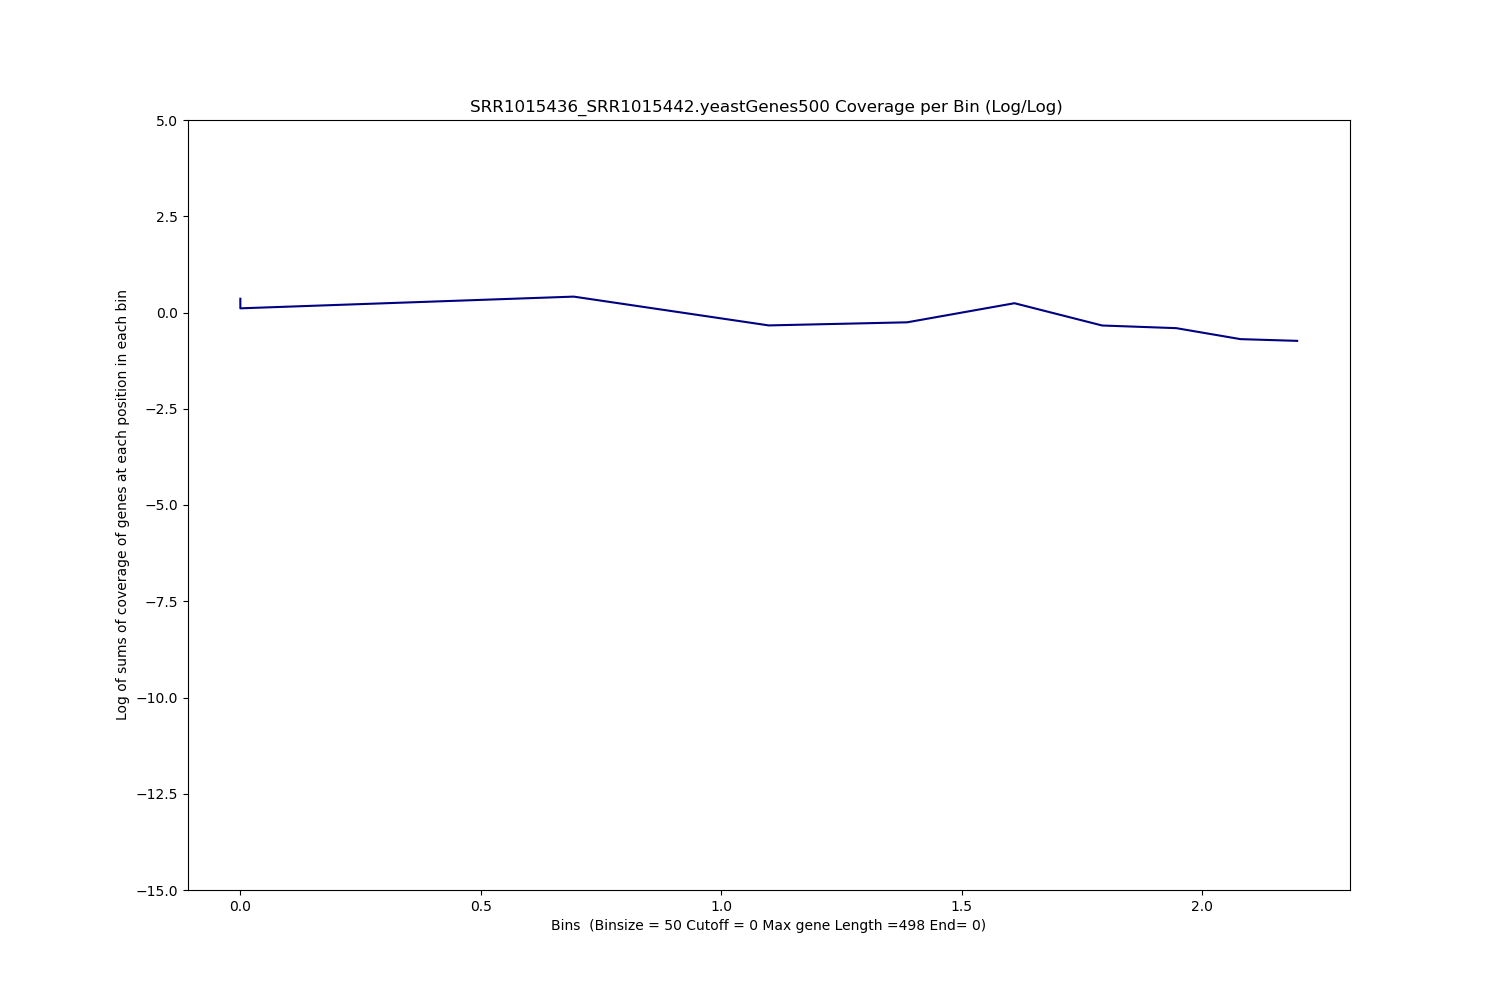 SRR1015436_SRR1015442.yeastGenes500 Coverage per Bin (Log/Log)
Log of sums of coverage of genes at each position in each bin
5.0
2.5
0.0
−2.5
−5.0
−7.5
−10.0
−12.5
−15.0
0.0 0.5 1.0 1.5 2.0
Bins  (Binsize = 50 Cutoff = 0 Max gene Length =498 End= 0)